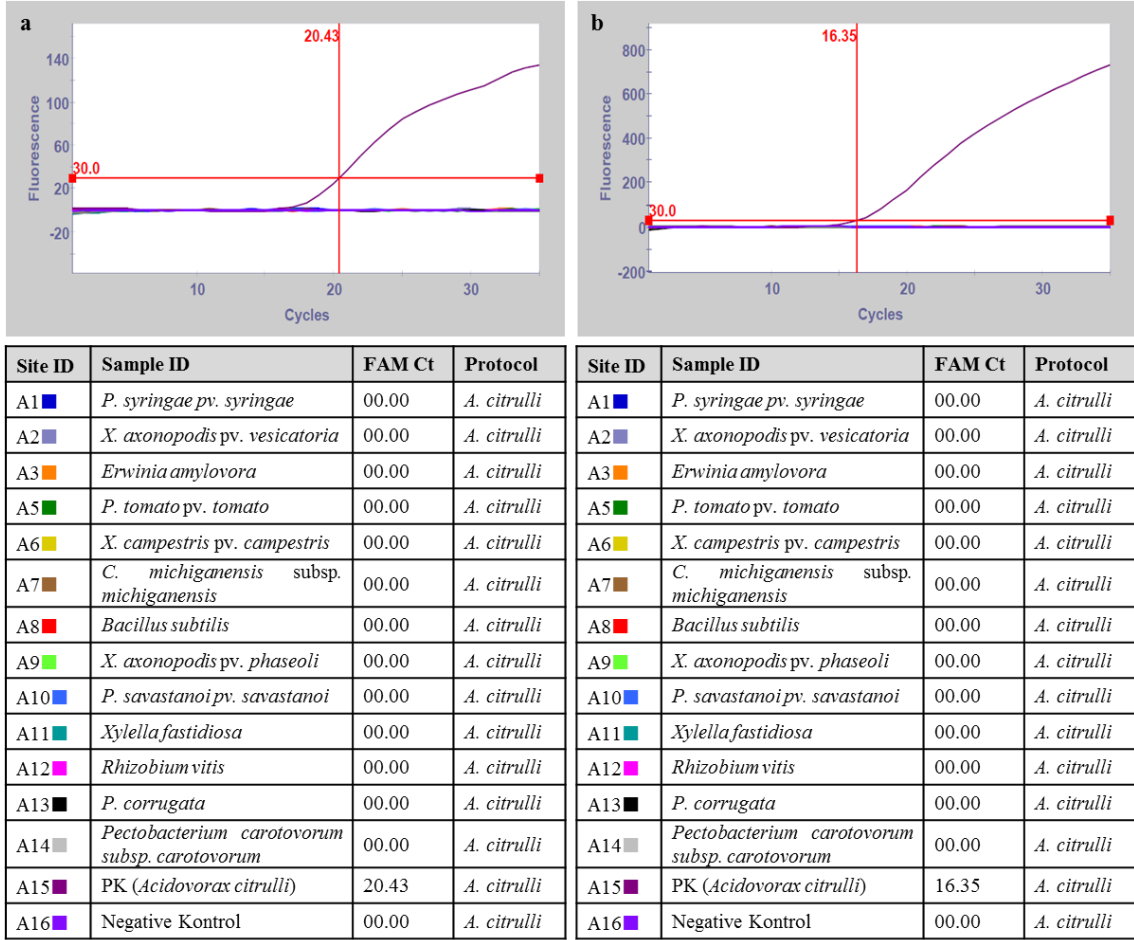 a
20.43
140
100
60
20
-20
30.0
Fluorescence
10 20 30
Cycles
b
16.35
800
600
400
200
0
-200
30.0
Fluorescence
10 20 30
Cycles
Site ID Sample ID FAM Ct Protocol
A1 P. syringae pv. syringae 00.00 A. citrulli
A2 X. axonopodis pv. vesicatoria 00.00 A. citrulli
A3 Erwinia amylovora 00.00 A. citrulli
A5 P. tomato pv. tomato 00.00 A. citrulli
A6 X. campestris pv. campestris 00.00 A. citrulli
A7 C. michiganensis subsp.
michiganensis 00.00 A. citrulli
A8 Bacillus subtilis 00.00 A. citrulli
A9 X. axonopodis pv. phaseoli 00.00 A. citrulli
A10 P. savastanoi pv. savastanoi 00.00 A. citrulli
A11 Xylella fastidiosa 00.00 A. citrulli
A12 Rhizobium vitis 00.00 A. citrulli
A13 P. corrugata 00.00 A. citrulli
A14 Pectobacterium carotovorum
subsp. carotovorum 00.00 A. citrulli
A15 PK (Acidovorax citrulli) 20.43 A. citrulli
A16 Negative Kontrol 00.00 A. citrulli
Site ID Sample ID FAM Ct Protocol
A1 P. syringae pv. syringae 00.00 A. citrulli
A2 X. axonopodis pv. vesicatoria 00.00 A. citrulli
A3 Erwinia amylovora 00.00 A. citrulli
A5 P. tomato pv. tomato 00.00 A. citrulli
A6 X. campestris pv. campestris 00.00 A. citrulli
A7 C. michiganensis subsp.
michiganensis 00.00 A. citrulli
A8 Bacillus subtilis 00.00 A. citrulli
A9 X. axonopodis pv. phaseoli 00.00 A. citrulli
A10 P. savastanoi pv. savastanoi 00.00 A. citrulli
A11 Xylella fastidiosa 00.00 A. citrulli
A12 Rhizobium vitis 00.00 A. citrulli
A13 P. corrugata 00.00 A. citrulli
A14 Pectobacterium carotovorum
subsp. carotovorum 00.00 A. citrulli
A15 PK (Acidovorax citrulli) 16.35 A. citrulli
A16 Negative Kontrol 00.00 A. citrulli